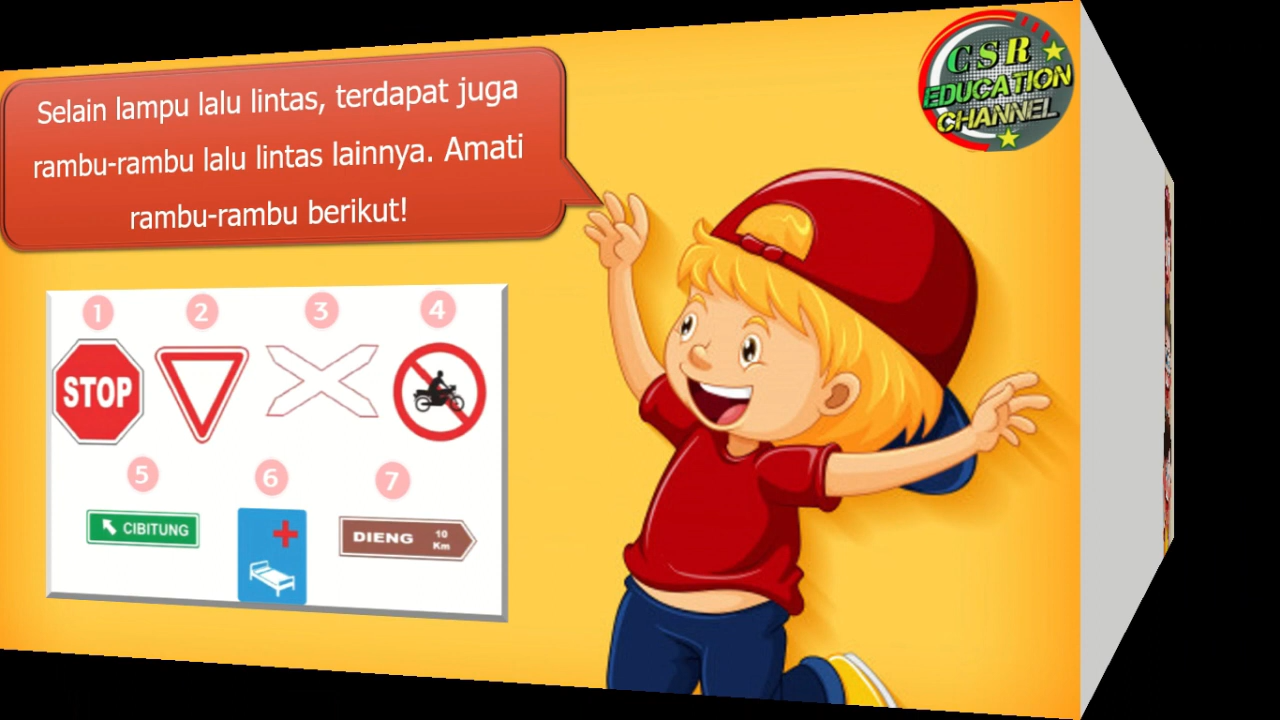 Selain lampu lalu lintas, terdapat juga
rambu-rambu lalu lintas lainnya. Amati
rambu-rambu berikut!
CSR
EDUCATION
CHANNEL
1 2 3 4
STOP
5 6 7
CIBITUNG
DIENG 10 Km